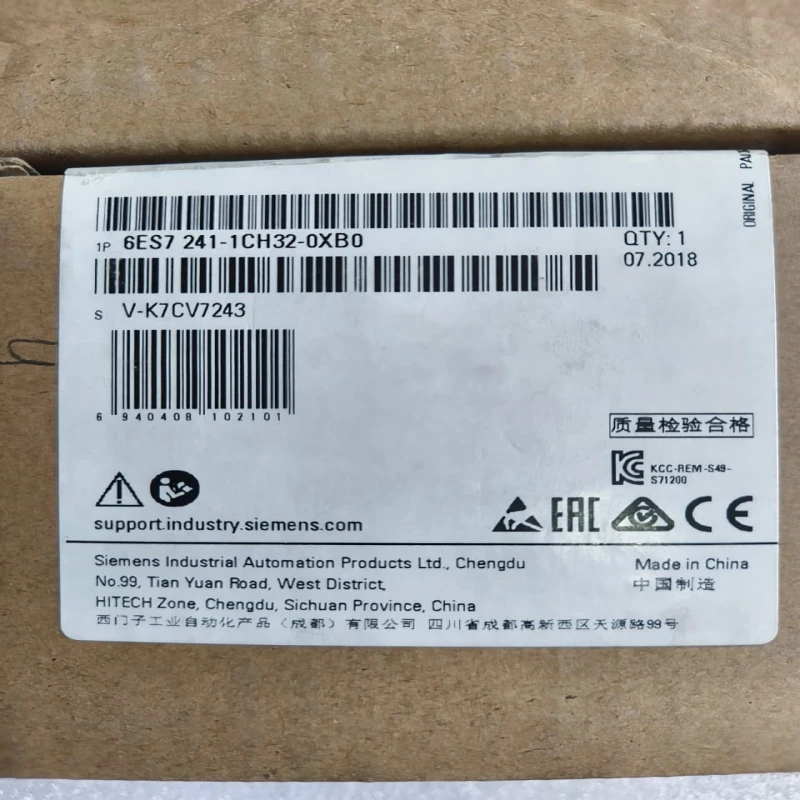 ORIGINAL
1P 6ES7 241-1CH32-0XB0
QTY: 1
07.2018
S V-K7CV7243
6 940408 102101
质量检验合格
KCC-REM-S49-
S71200
support.industry.siemens.com
EAC
CE
Siemens Industrial Automation Products Ltd., Chengdu
No.99, Tian Yuan Road, West District,
HITECH Zone, Chengdu, Sichuan Province, China
西门子工业自动化产品（成都）有限公司 四川省成都高新西区天源路99号
Made in China
中国制造